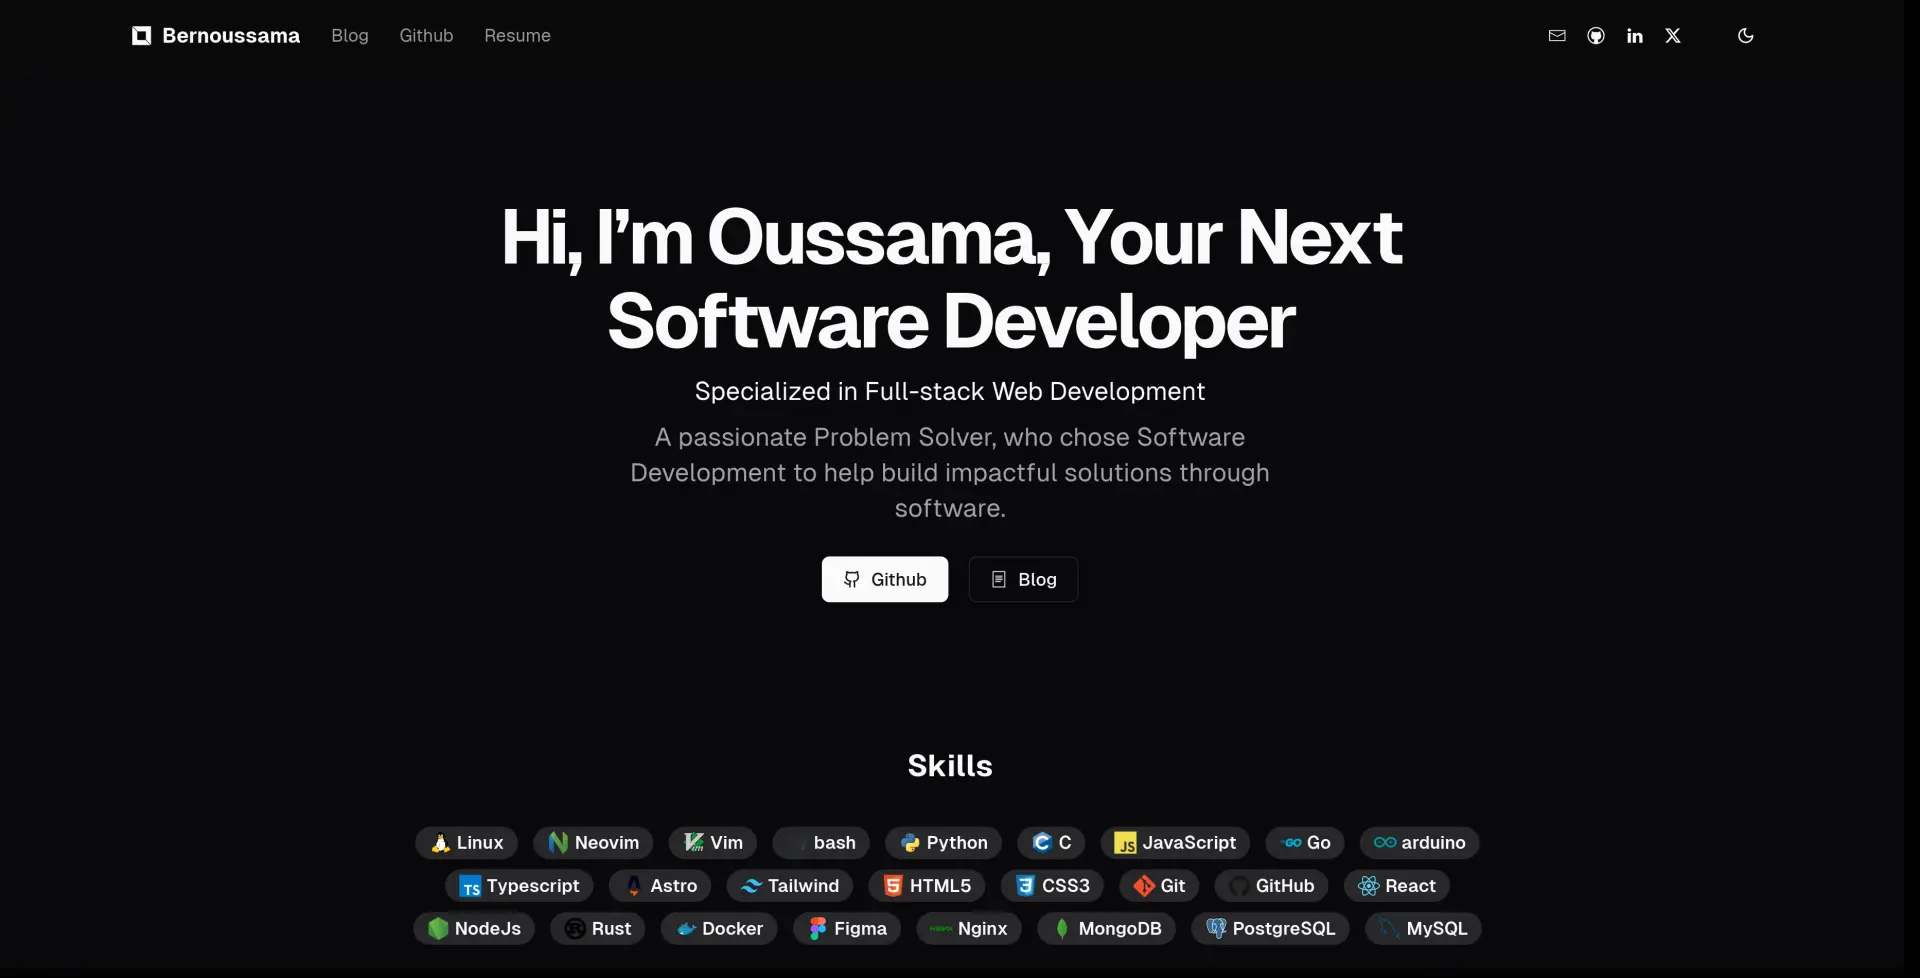 Bernoussama Blog Github Resume
Hi, I'm Oussama, Your Next
Software Developer
Specialized in Full-stack Web Development
A passionate Problem Solver, who chose Software
Development to help build impactful solutions through
software.
Github Blog
Skills
Linux Neovim Vim bash Python C JS JavaScript GO Go arduino
TS Typescript Astro Tailwind HTML5 CSS3 Git GitHub React
NodeJs Rust Docker Figma Nginx MongoDB PostgreSQL MySQL